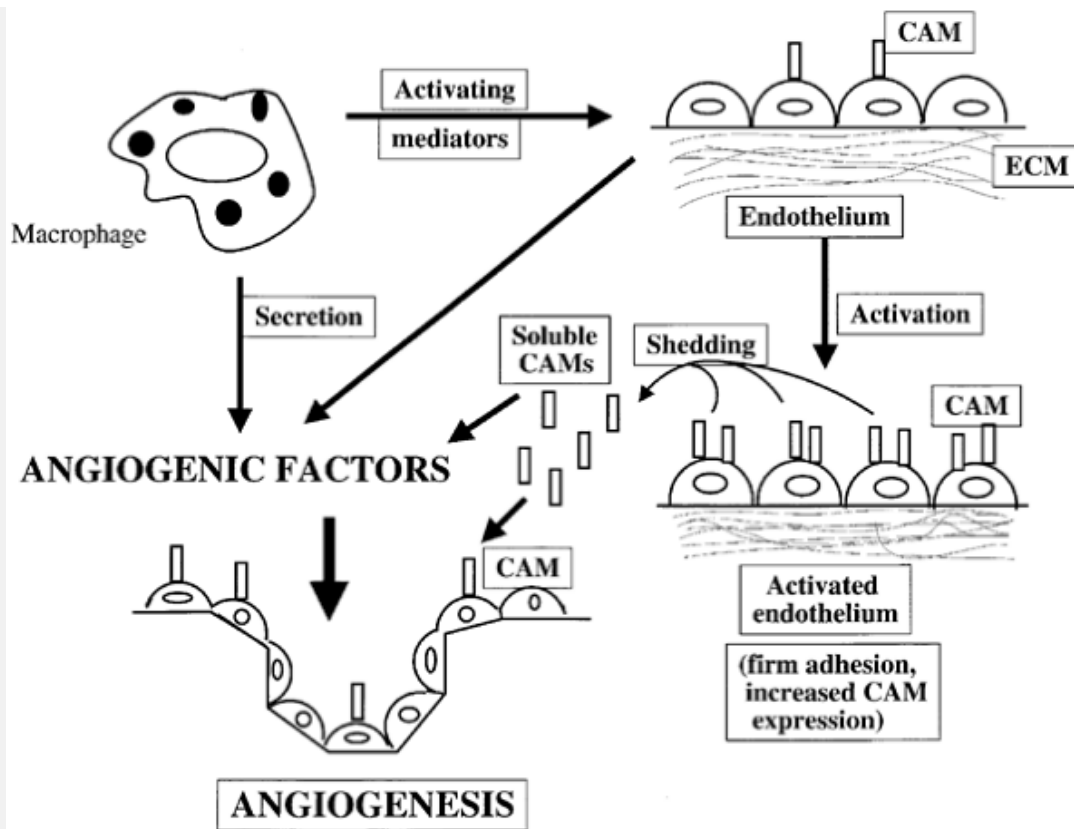 CAM
Activating
mediators
ECM
Macrophage
Endothelium
Secretion
Activation
Soluble
CAMs
Shedding
CAM
ANGIOGENIC FACTORS
CAM
Activated
endothelium
(firm adhesion,
increased CAM
expression)
ANGIOGENESIS